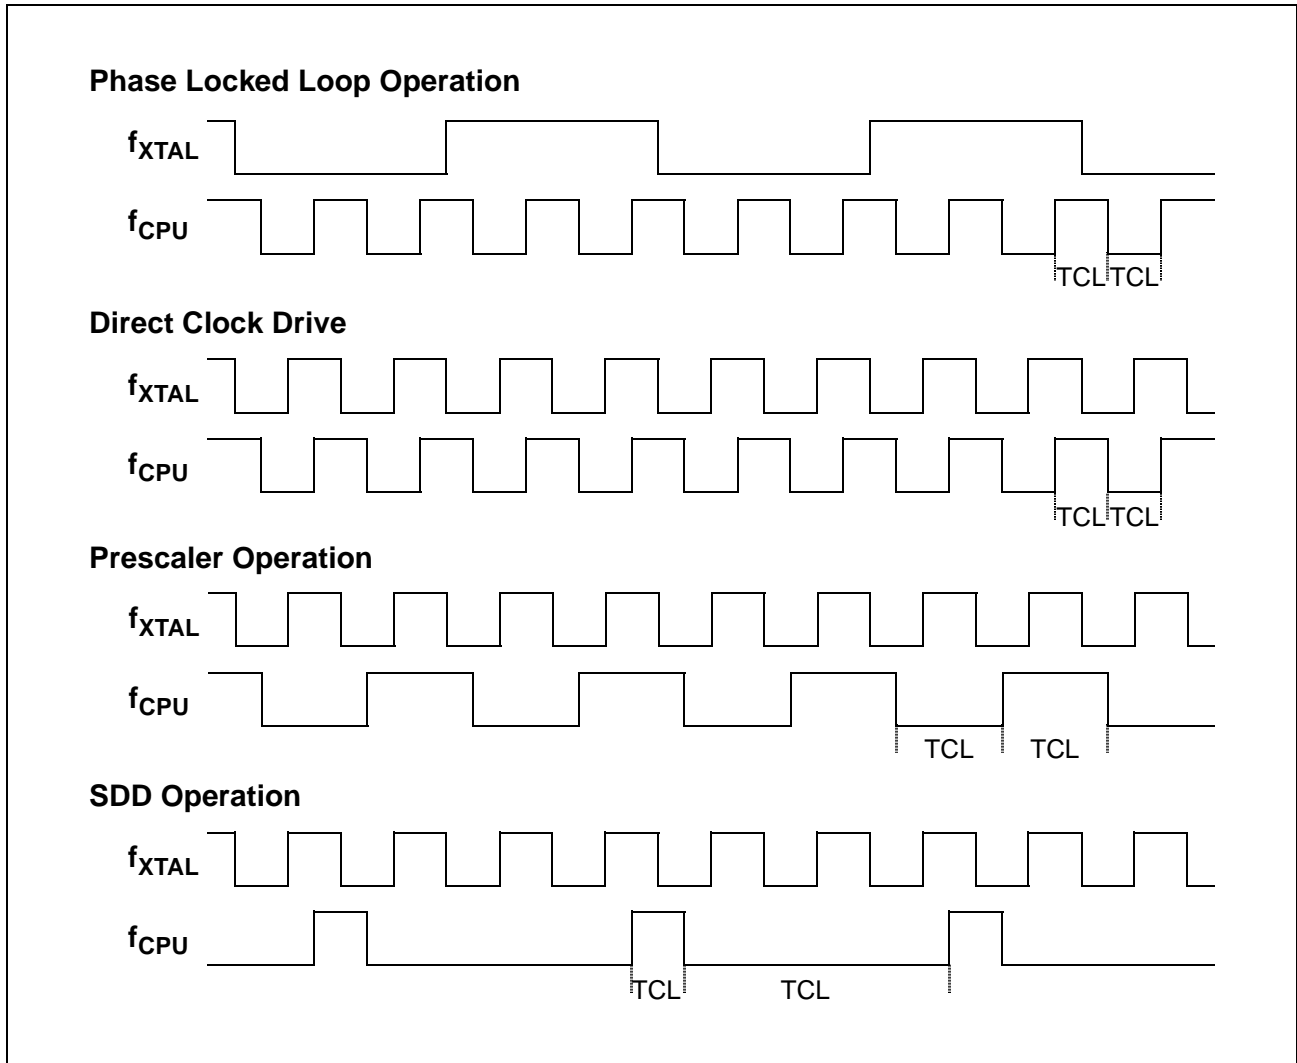 Phase Locked Loop Operation
fXTAL
fCPU
TCL TCL
Direct Clock Drive
fXTAL
fCPU
TCL TCL
Prescaler Operation
fXTAL
fCPU
TCL TCL
SDD Operation
fXTAL
fCPU
TCL TCL